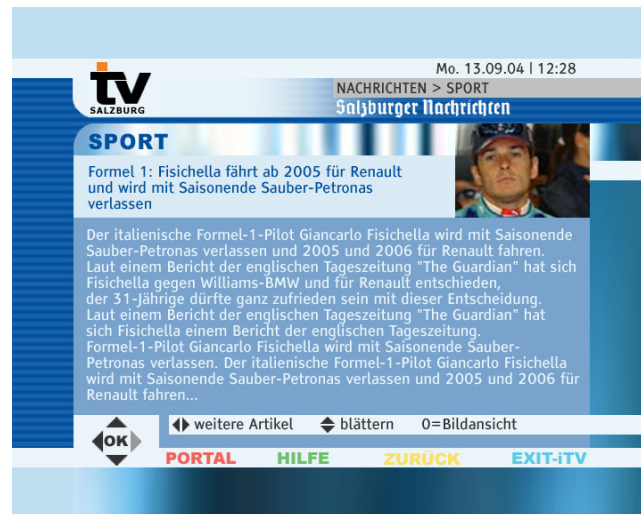 Mo. 13.09.04 | 12:28
tv
SALZBURG
NACHRICHTEN > SPORT
Salzburger Nachrichten
SPORT
Formel 1: Fisichella fährt ab 2005 für Renault
und wird mit Saisonende Sauber-Petronas
verlassen
Der italienische Formel-1-Pilot Giancarlo Fisichella wird mit Saisonende
Sauber-Petronas verlassen und 2005 und 2006 für Renault fahren.
Laut einem Bericht der englischen Tageszeitung "The Guardian" hat sich
Fisichella gegen Williams-BMW und für Renault entschieden,
der 31-Jährige dürfte ganz zufrieden sein mit dieser Entscheidung.
Laut einem Bericht der englischen Tageszeitung "The Guardian" hat
sich Fisichella einem Bericht der englischen Tageszeitung.
Formel-1-Pilot Giancarlo Fisichella wird mit Saisonende Sauber-
Petronas verlassen. Der italienische Formel-1-Pilot Giancarlo Fisichella
wird mit Saisonende Sauber-Petronas verlassen und 2005 und 2006 für
Renault fahren...
OK
weitere Artikel blättern 0=Bildansicht
PORTAL HILFE ZURÜCK EXIT-iTV